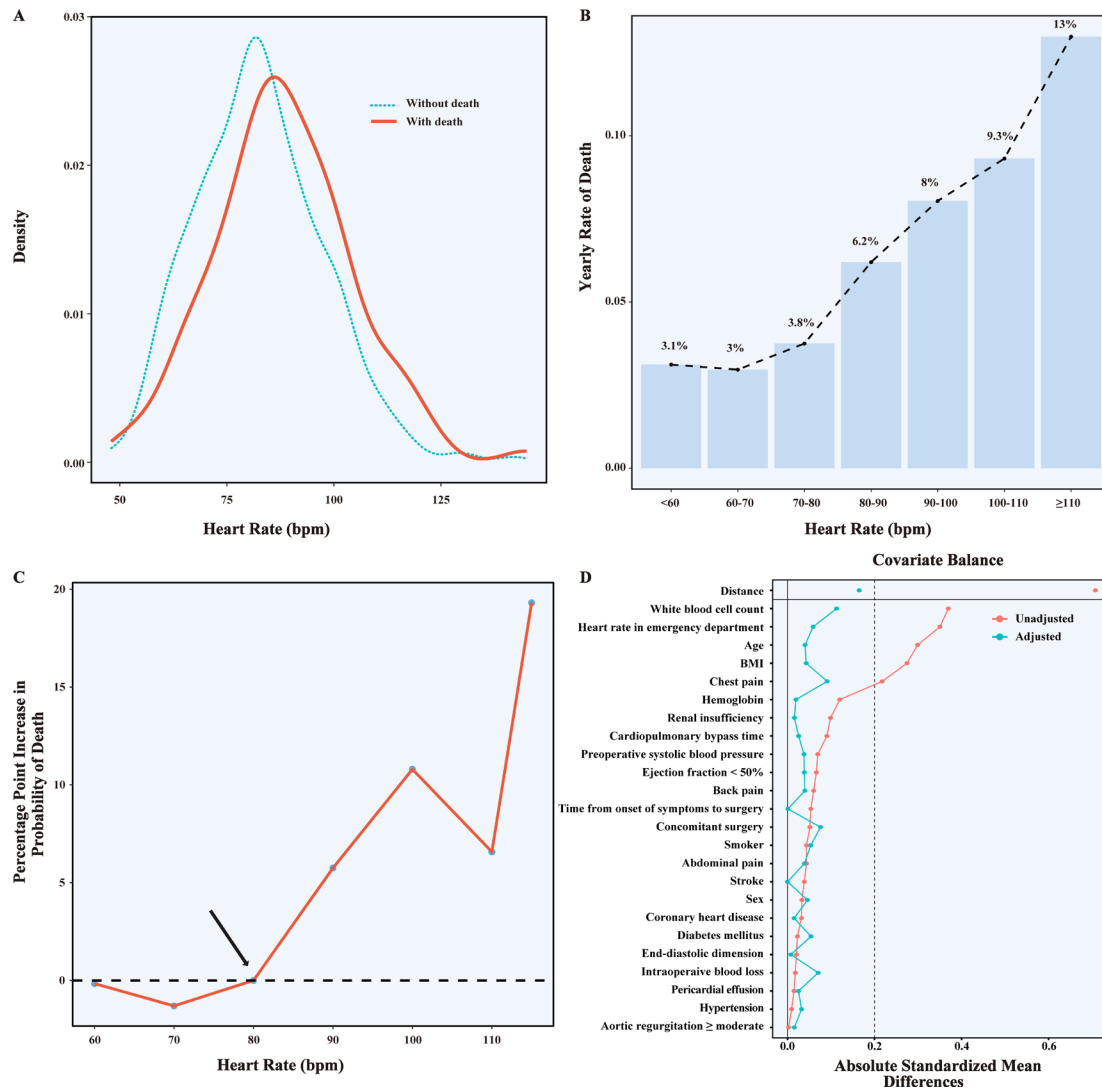 A
0.03
0.02
0.01
0.00
Density
Without death
With death
50
75
100
125
Heart Rate (bpm)
B
0.10
0.05
0.00
Yearly Rate of Death
3.1%
3%
3.8%
6.2%
8%
9.3%
13%
<60
60-70
70-80
80-90
90-100
100-110
≥110
Heart Rate (bpm)
C
20
15
10
5
0
Percentage Point Increase in
Probability of Death
60
70
80
90
100
110
Heart Rate (bpm)
Covariate Balance
D
Distance
White blood cell count
Heart rate in emergency department
Age
BMI
Chest pain
Hemoglobin
Renal insufficiency
Cardiopulmonary bypass time
Preoperative systolic blood pressure
Ejection fraction < 50%
Back pain
Time from onset of symptoms to surgery
Concomitant surgery
Smoker
Abdominal pain
Stroke
Sex
Coronary heart disease
Diabetes mellitus
End-diastolic dimension
Intraoperaive blood loss
Pericardial effusion
Hypertension
Aortic regurgitation ≥ moderate
Unadjusted
Adjusted
0.0
0.2
0.4
0.6
Absolute Standardized Mean
Differences